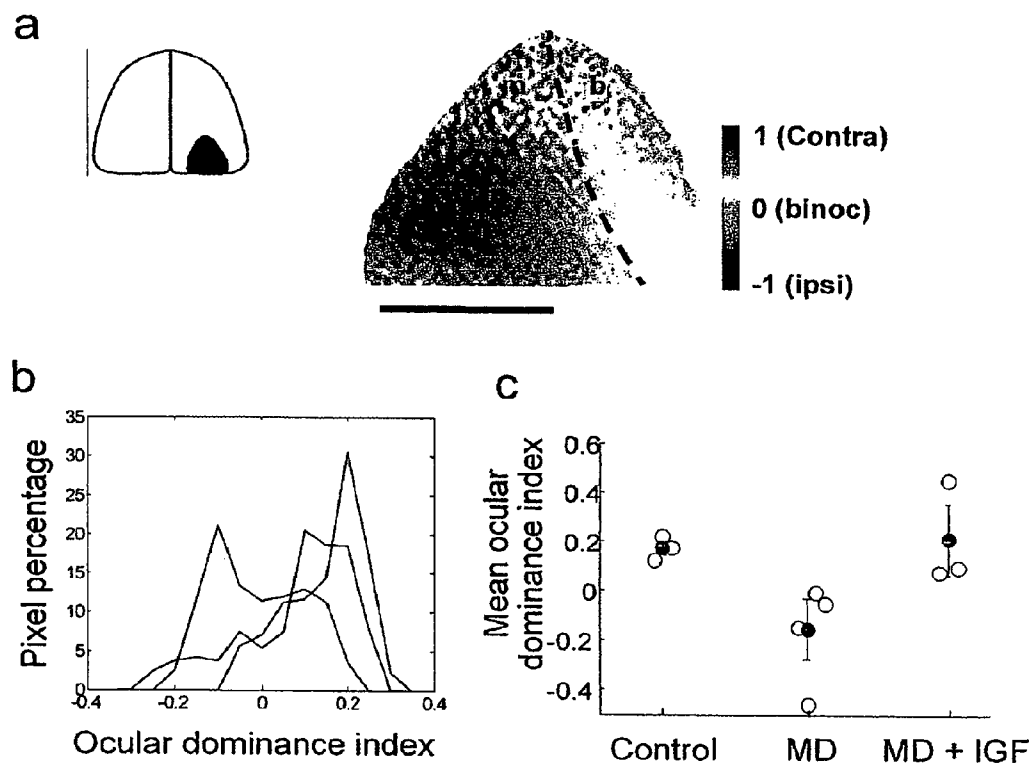 a
m
b
1 (Contra)
0 (binoc)
-1 (ipsi)
b
35
30
25
20
15
10
5
0
-0.4
-0.2
0
0.2
0.4
Pixel percentage
Ocular dominance index
c
0.6
0.4
0.2
0
-0.2
-0.4
Mean ocular
dominance index
Control
MD
MD + IGF